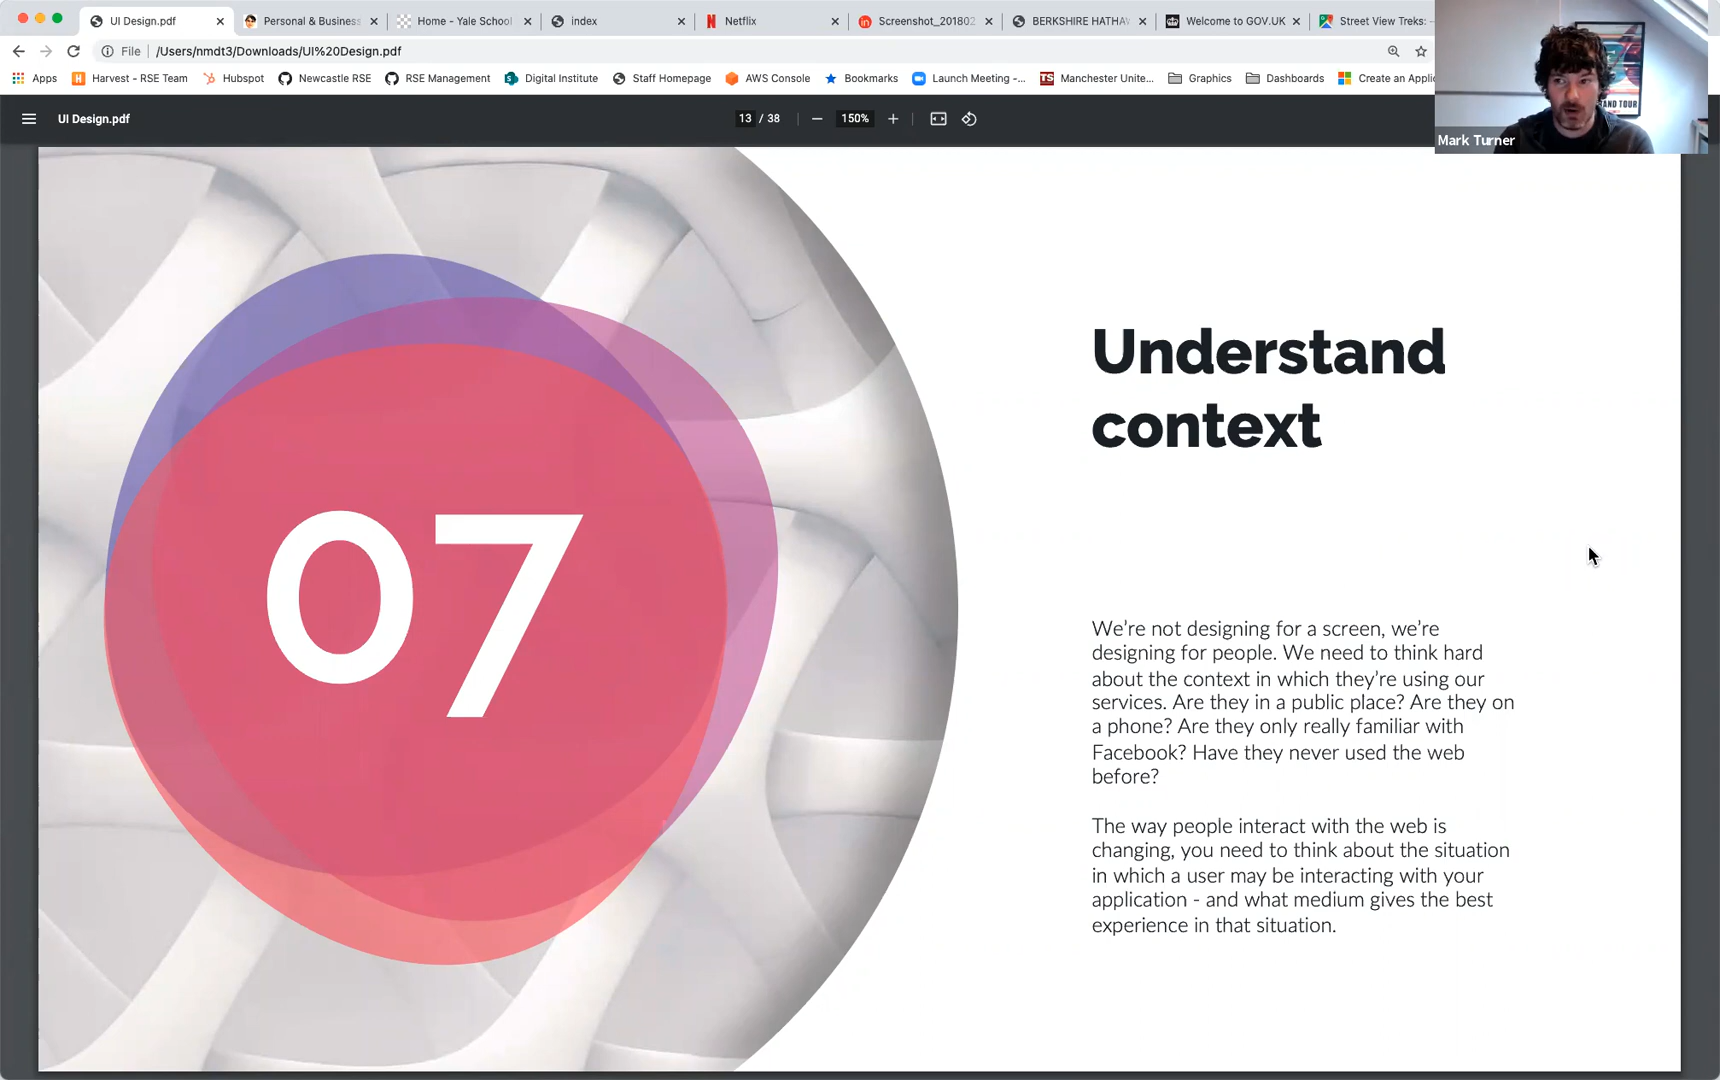 UI Design.pdf
Personal & Business
Home - Yale School
index
Netflix
Screenshot_201802
BERKSHIRE HATHAW
Welcome to GOV.UK
Street View Treks:
File
/Users/nmdt3/Downloads/UI%20Design.pdf
Apps
Harvest - RSE Team
Hubspot
Newcastle RSE
RSE Management
Digital Institute
Staff Homepage
AWS Console
Bookmarks
Launch Meeting -...
Manchester Unite...
Graphics
Dashboards
Create an Applic
AND TOUR
Mark Turner
UI Design.pdf
13 / 38
150%
07
Understand
context
We're not designing for a screen, we're
designing for people. We need to think hard
about the context in which they're using our
services. Are they in a public place? Are they on
a phone? Are they only really familiar with
Facebook? Have they never used the web
before?
The way people interact with the web is
changing, you need to think about the situation
in which a user may be interacting with your
application - and what medium gives the best
experience in that situation.